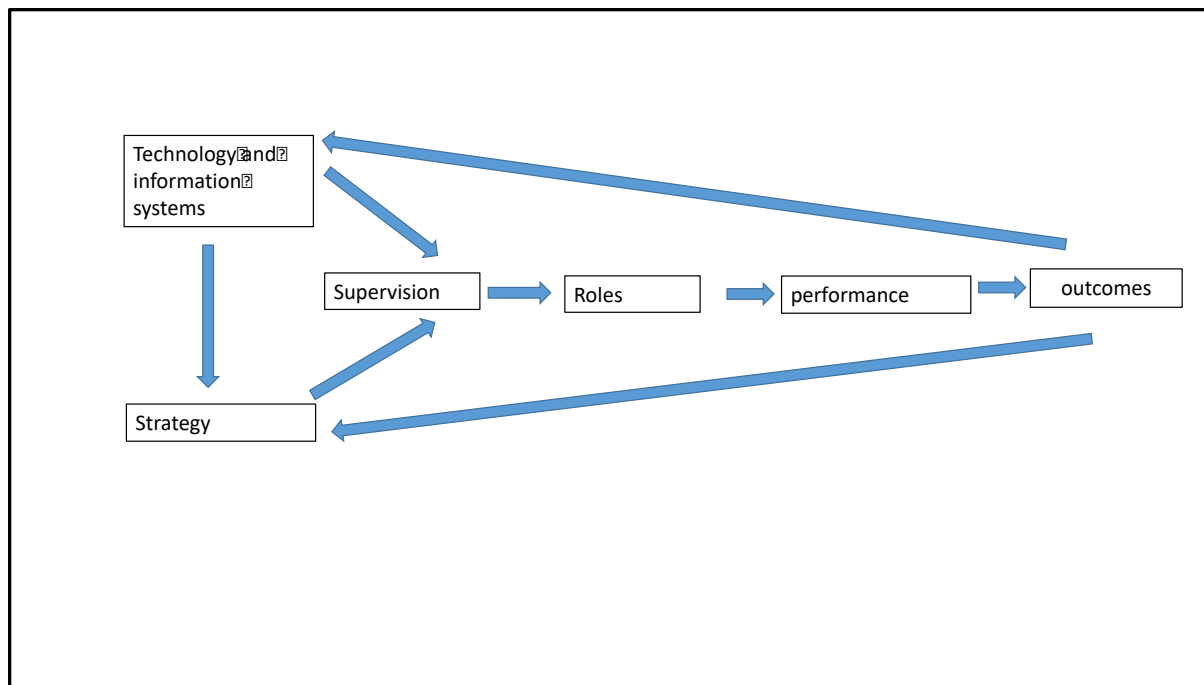 Technology and
information
systems
Supervision
Roles
performance
outcomes
Strategy